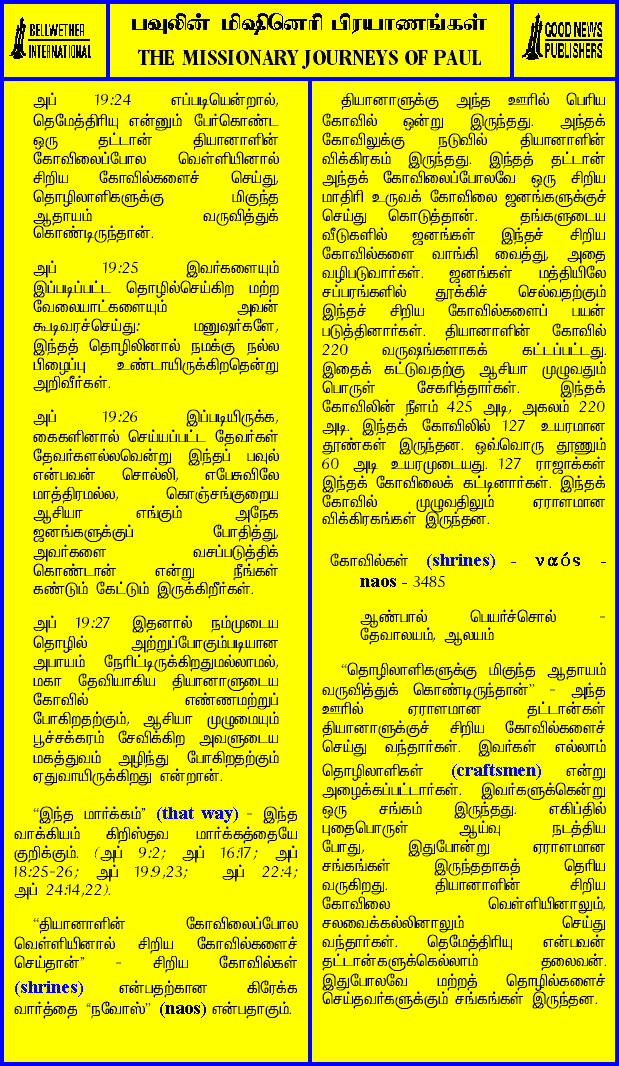 BELLWETHER
INTERNATIONAL
பவுலின் மிஷினெரி பிரயாணங்கள்
THE MISSIONARY JOURNEYS OF PAUL
GOOD NEWS
PUBLISHERS
அப் 19:24 எப்படியென்றால்,
தெமேத்திரியு என்னும் பேர்கொண்ட
ஒரு தட்டான் தியானாளின்
கோவிலைப்போல வெள்ளியினால்
சிறிய கோவில்களைச் செய்து,
தொழிலாளிகளுக்கு மிகுந்த
ஆதாயம் வருவித்துக்
கொண்டிருந்தான்.
அப் 19:25 இவர்களையும்
இப்படிப்பட்ட தொழில்செய்கிற மற்ற
வேலையாட்களையும் அவன்
கூடிவரச்செய்து: மனுஷர்களே,
இந்தத் தொழிலினால் நமக்கு நல்ல
பிழைப்பு உண்டாயிருக்கிறதென்று
அறிவீர்கள்.
அப் 19:26 இப்படியிருக்க,
கைகளினால் செய்யப்பட்ட தேவர்கள்
தேவர்களல்லவென்று இந்தப் பவுல்
என்பவன் சொல்லி, எபேசுவிலே
மாத்திரமல்ல, கொஞ்சங்குறைய
ஆசியா எங்கும் அநேக
ஜனங்களுக்குப் போதித்து,
அவர்களை வசப்படுத்திக்
கொண்டான் என்று நீங்கள்
கண்டும் கேட்டும் இருக்கிறீர்கள்.
அப் 19:27 இதனால் நம்முடைய
தொழில் அற்றுப்போகும்படியான
அபாயம் நேரிட்டிருக்கிறதுமல்லாமல்,
மகா தேவியாகிய தியானாளுடைய
கோவில் எண்ணமற்றுப்
போகிறதற்கும், ஆசியா முழுமையும்
பூச்சக்கரம் சேவிக்கிற அவளுடைய
மகத்துவம் அழிந்து போகிறதற்கும்
ஏதுவாயிருக்கிறது என்றான்.
“இந்த மார்க்கம்” (that way) - இந்த
வாக்கியம் கிறிஸ்தவ மார்க்கத்தையே
குறிக்கும். (அப் 9:2; அப் 16:17; அப்
18:25-26; அப் 19:9,23; அப் 22:4;
அப் 24:14,22).
“தியானாளின் கோவிலைப்போல
வெள்ளியினால் சிறிய கோவில்களைச்
செய்தான்” - சிறிய கோவில்கள்
(shrines) என்பதற்கான கிரேக்க
வார்த்தை “நவோஸ்” (naos) என்பதாகும்.
தியானாளுக்கு அந்த ஊரில் பெரிய
கோவில் ஒன்று இருந்தது. அந்தக்
கோவிலுக்கு நடுவில் தியானாளின்
விக்கிரகம் இருந்தது. இந்தத் தட்டான்
அந்தக் கோவிலைப்போலவே ஒரு சிறிய
மாதிரி உருவக் கோவிலை ஜனங்களுக்குச்
செய்து கொடுத்தான். தங்களுடைய
வீடுகளில் ஜனங்கள் இந்தச் சிறிய
கோவில்களை வாங்கி வைத்து, அதை
வழிபடுவார்கள். ஜனங்கள் மத்தியிலே
சப்பரங்களில் தூக்கிச் செல்வதற்கும்
இந்தச் சிறிய கோவில்களைப் பயன்
படுத்தினார்கள். தியானாளின் கோவில்
220 வருஷங்களாகக் கட்டப்பட்டது.
இதைக் கட்டுவதற்கு ஆசியா முழுவதும்
பொருள் சேகரித்தார்கள். இந்தக்
கோவிலின் நீளம் 425 அடி, அகலம் 220
அடி. இந்தக் கோவிலில் 127 உயரமான
தூண்கள் இருந்தன. ஒவ்வொரு தூணும்
60 அடி உயரமுடையது. 127 ராஜாக்கள்
இந்தக் கோவிலைக் கட்டினார்கள். இந்தக்
கோவில் முழுவதிலும் ஏராளமான
விக்கிரகங்கள் இருந்தன.
கோவில்கள் (shrines) - ναόs -
naos - 3485
ஆண்பால் பெயர்ச்சொல் -
தேவாலயம், ஆலயம்
“தொழிலாளிகளுக்கு மிகுந்த ஆதாயம்
வருவித்துக் கொண்டிருந்தான்” - அந்த
ஊரில் ஏராளமான தட்டான்கள்
தியானாளுக்குச் சிறிய கோவில்களைச்
செய்து வந்தார்கள். இவர்கள் எல்லாம்
தொழிலாளிகள் (craftsmen) என்று
அழைக்கப்பட்டார்கள். இவர்களுக்கென்று
ஒரு சங்கம் இருந்தது. எகிப்தில்
புதைபொருள் ஆய்வு நடத்திய
போது, இதுபோன்று ஏராளமான
சங்கங்கள் இருந்ததாகத் தெரிய
வருகிறது. தியானாளின் சிறிய
கோவிலை வெள்ளியினாலும்,
சலவைக்கல்லினாலும் செய்து
வந்தார்கள். தெமேத்திரியு என்பவன்
தட்டான்களுக்கெல்லாம் தலைவன்.
இதுபோலவே மற்றத் தொழில்களைச்
செய்தவர்களுக்கும் சங்கங்கள் இருந்தன.